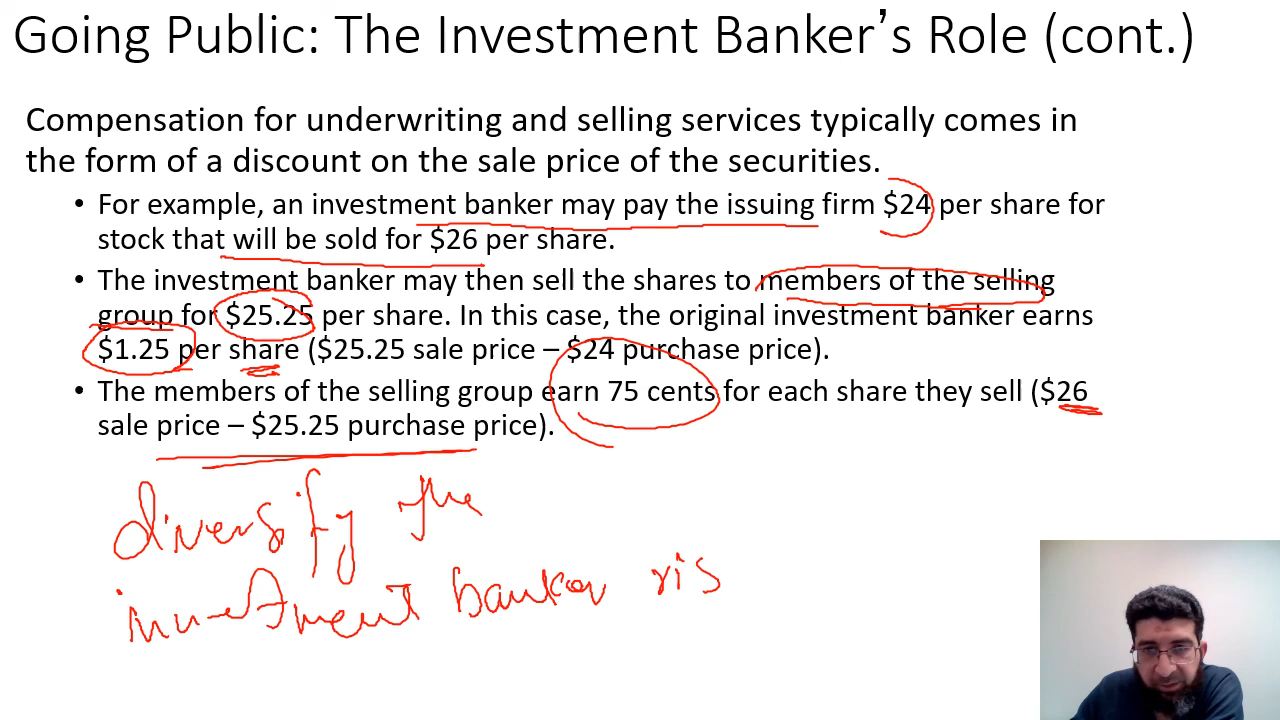 Going Public: The Investment Banker’s Role (cont.)
Compensation for underwriting and selling services typically comes in
the form of a discount on the sale price of the securities.
• For example, an investment banker may pay the issuing firm $24 per share for
stock that will be sold for $26 per share.
• The investment banker may then sell the shares to members of the selling
group for $25.25 per share. In this case, the original investment banker earns
$1.25 per share ($25.25 sale price – $24 purchase price).
• The members of the selling group earn 75 cents for each share they sell ($26
sale price – $25.25 purchase price).
diversify the
investment banker ris